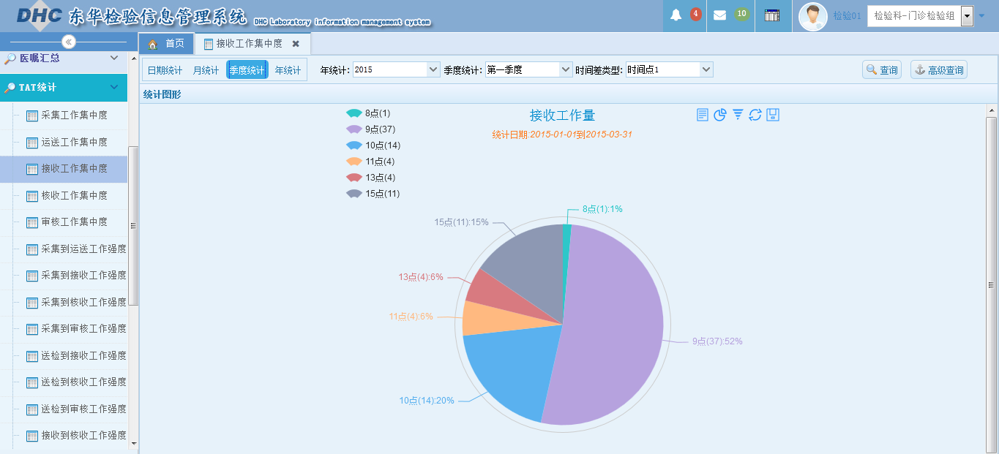 DHC 东华检验信息管理系统 DHC Laboratory information management system
4
10
检验01
检验科-门诊检验组
首页
接收工作集中度
医嘱汇总
TAT统计
采集工作集中度
运送工作集中度
接收工作集中度
核收工作集中度
审核工作集中度
采集到运送工作强度
采集到接收工作强度
采集到核收工作强度
采集到审核工作强度
送检到接收工作强度
送检到核收工作强度
送检到审核工作强度
接收到核收工作强度
日期统计 月统计 季度统计 年统计 年统计: 2015 季度统计: 第一季度 时间差类型: 时间点1 查询 高级查询
统计图形
8点(1)
9点(37)
10点(14)
11点(4)
13点(4)
15点(11)
接收工作量
统计日期:2015-01-01到2015-03-31
8点(1):1%
15点(11):15%
13点(4):6%
11点(4):6%
9点(37):52%
10点(14):20%